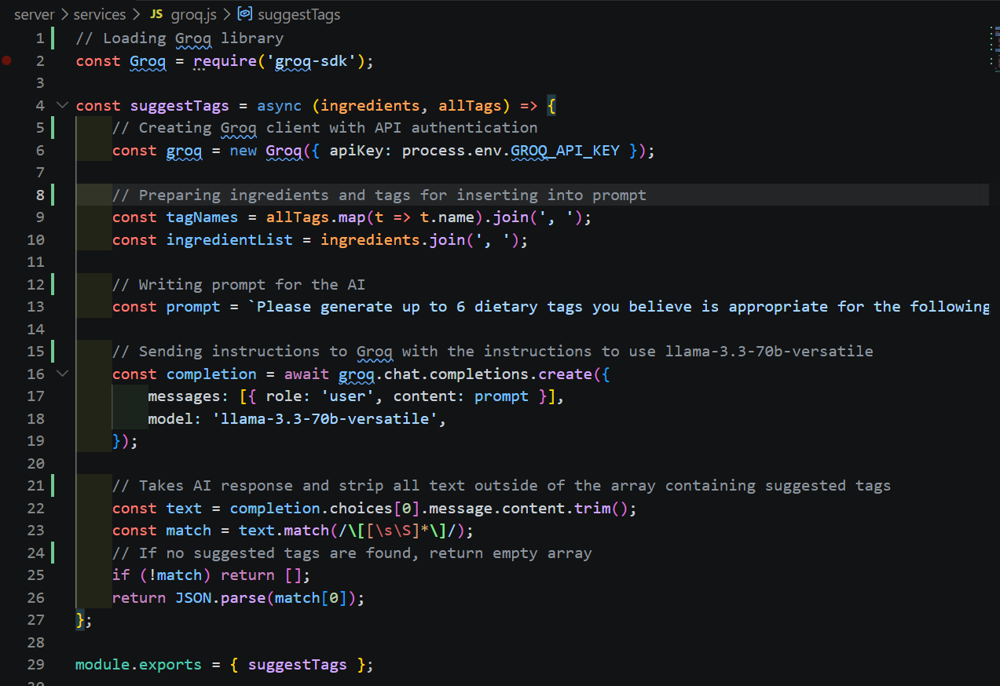 server > services > JS groq.js > suggestTags
1 // Loading Groq library
2 const Groq = require('groq-sdk');
3
4 const suggestTags = async (ingredients, allTags) => {
5 // Creating Groq client with API authentication
6 const groq = new Groq({ apiKey: process.env.GROQ_API_KEY });
7
8 // Preparing ingredients and tags for inserting into prompt
9 const tagNames = allTags.map(t => t.name).join(', ');
10 const ingredientList = ingredients.join(', ');
11
12 // Writing prompt for the AI
13 const prompt = `Please generate up to 6 dietary tags you believe is appropriate for the following
14
15 // Sending instructions to Groq with the instructions to use llama-3.3-70b-versatile
16 const completion = await groq.chat.completions.create({
17 messages: [{ role: 'user', content: prompt }],
18 model: 'llama-3.3-70b-versatile',
19 });
20
21 // Takes AI response and strip all text outside of the array containing suggested tags
22 const text = completion.choices[0].message.content.trim();
23 const match = text.match(/\[[\s\S]*\]/);
24 // If no suggested tags are found, return empty array
25 if (!match) return [];
26 return JSON.parse(match[0]);
27 };
28
29 module.exports = { suggestTags };